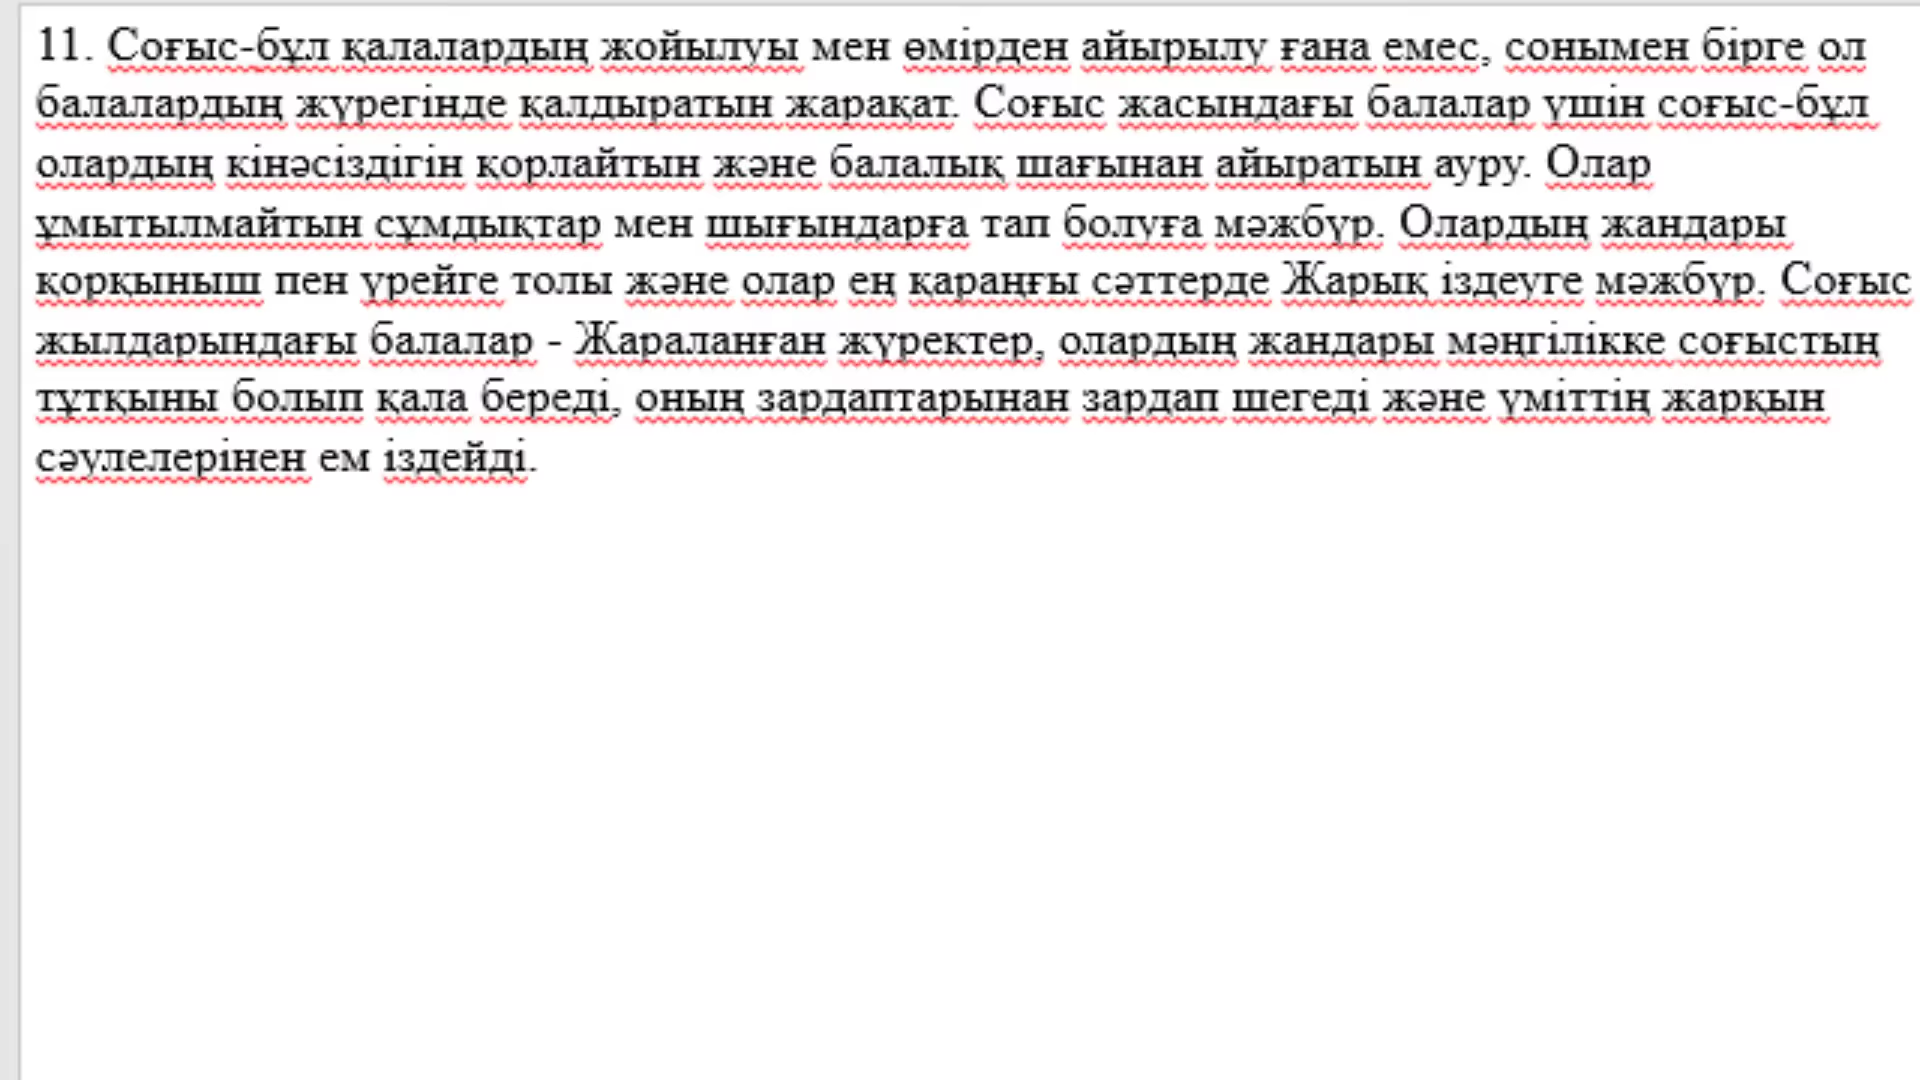 11. Соғыс-бұл қалалардың жойылуы мен өмірден айырылу ғана емес, сонымен бірге ол
балалардың жүрегінде қалдыратын жарақат. Соғыс жасындағы балалар үшін соғыс-бұл
олардың кінәсіздігін қорлайтын және балалық шағынан айыратын ауру. Олар
ұмытылмайтын сұмдықтар мен шығындарға тап болуға мәжбүр. Олардың жандары
қорқыныш пен үрейге толы және олар ең қараңғы сәттерде Жарық іздеуге мәжбүр. Соғыс
жылдарындағы балалар - Жараланған жүректер, олардың жандары мәңгілікке соғыстың
тұтқыны болып қала береді, оның зардаптарынан зардап шегеді және үміттің жарқын
сәулелерінен ем іздейді.